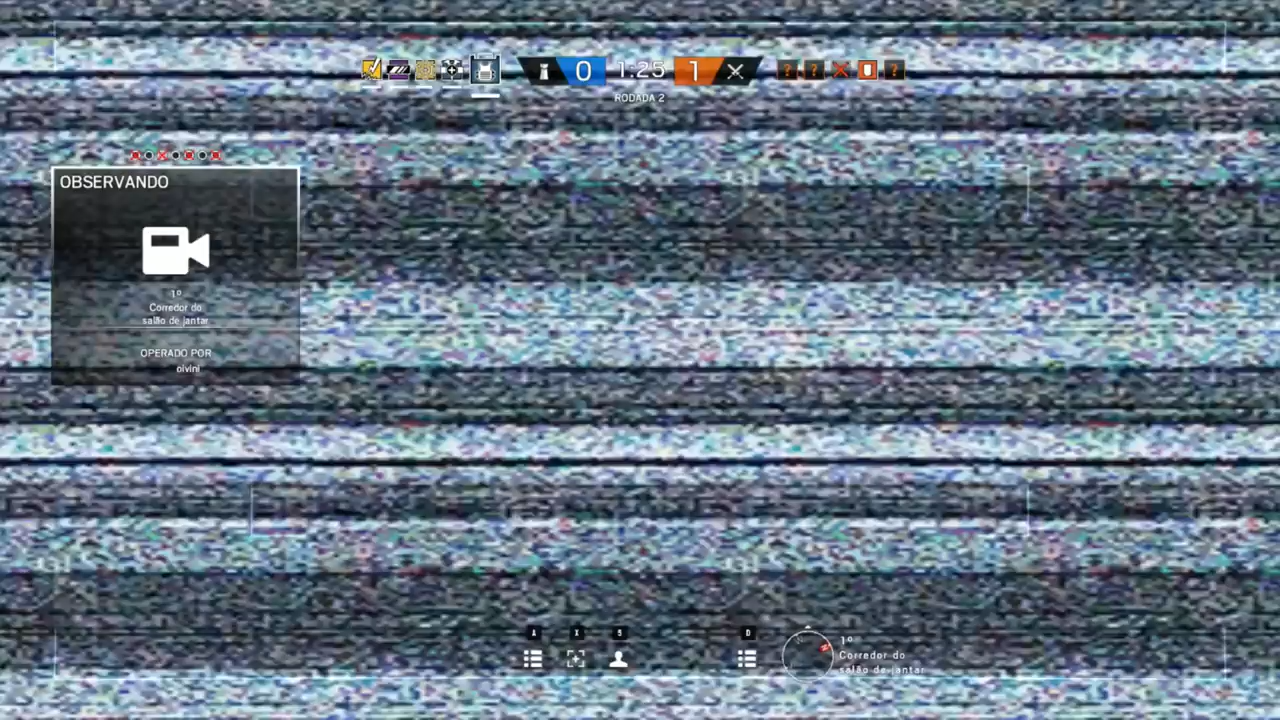 0 1:25 1
RODADA 2
? ? ?
OBSERVANDO
1º
Corredor do
salão de jantar
OPERADO POR
oivini
A X S D
1º
Corredor do
salão de jantar